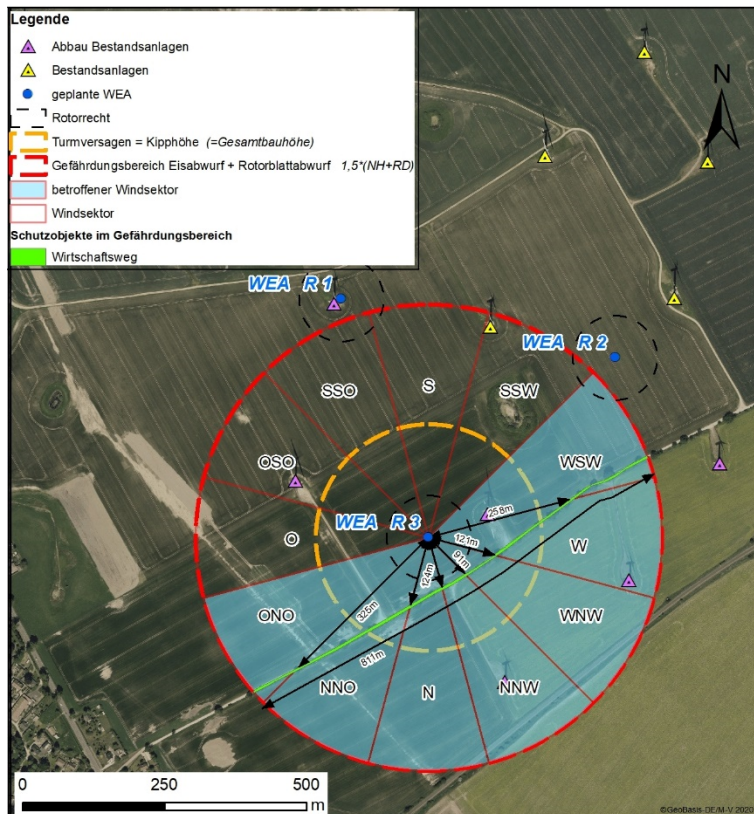 Legende
Abbau Bestandsanlagen
Bestandsanlagen
geplante WEA
Rotorrecht
Turmversagen = Kipphöhe (=Gesamtbauhöhe)
Gefährdungsbereich Eisabwurf + Rotorblattabwurf 1,5*(NH+RD)
betroffener Windsektor
Windsektor
Schutzobjekte im Gefährdungsbereich
Wirtschaftsweg
N
WEA R 1
WEA R 2
SSO
S
SSW
OSO
WSW
258m
WEA R 3
O
121m
W
91m
124m
ONO
325m
WNW
811m
NNO
N
NNW
0 250 500
m
©GeoBasis-DE/M-V 2020